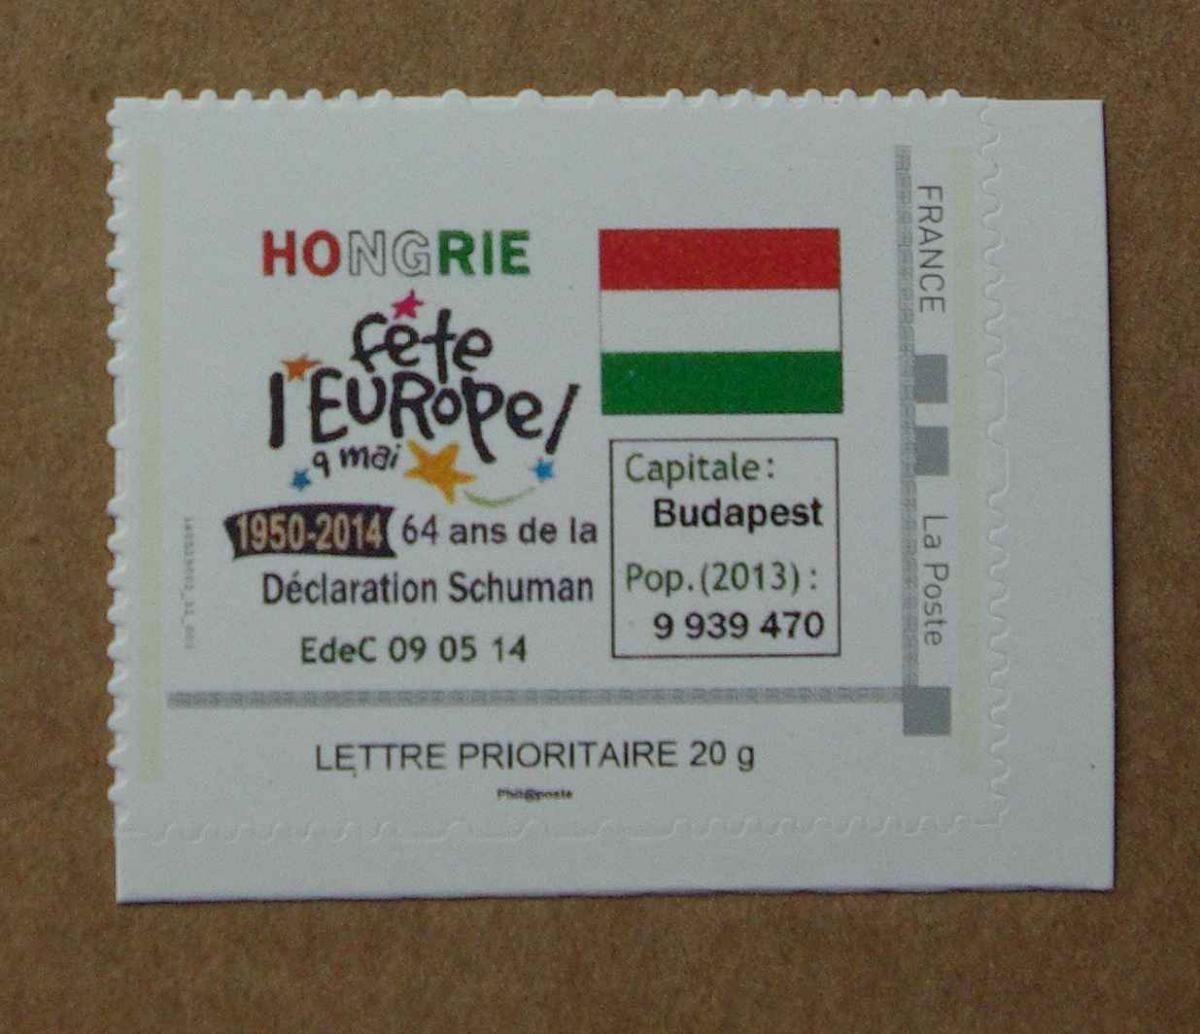 HONGRIE
fête
l'EUROpe!
9 mai
1950-2014 64 ans de la
Déclaration Schuman
EdeC 09 05 14
Capitale :
Budapest
Pop. (2013) :
9 939 470
FRANCE
La Poste
LETTRE PRIORITAIRE 20 g
Phil@poste